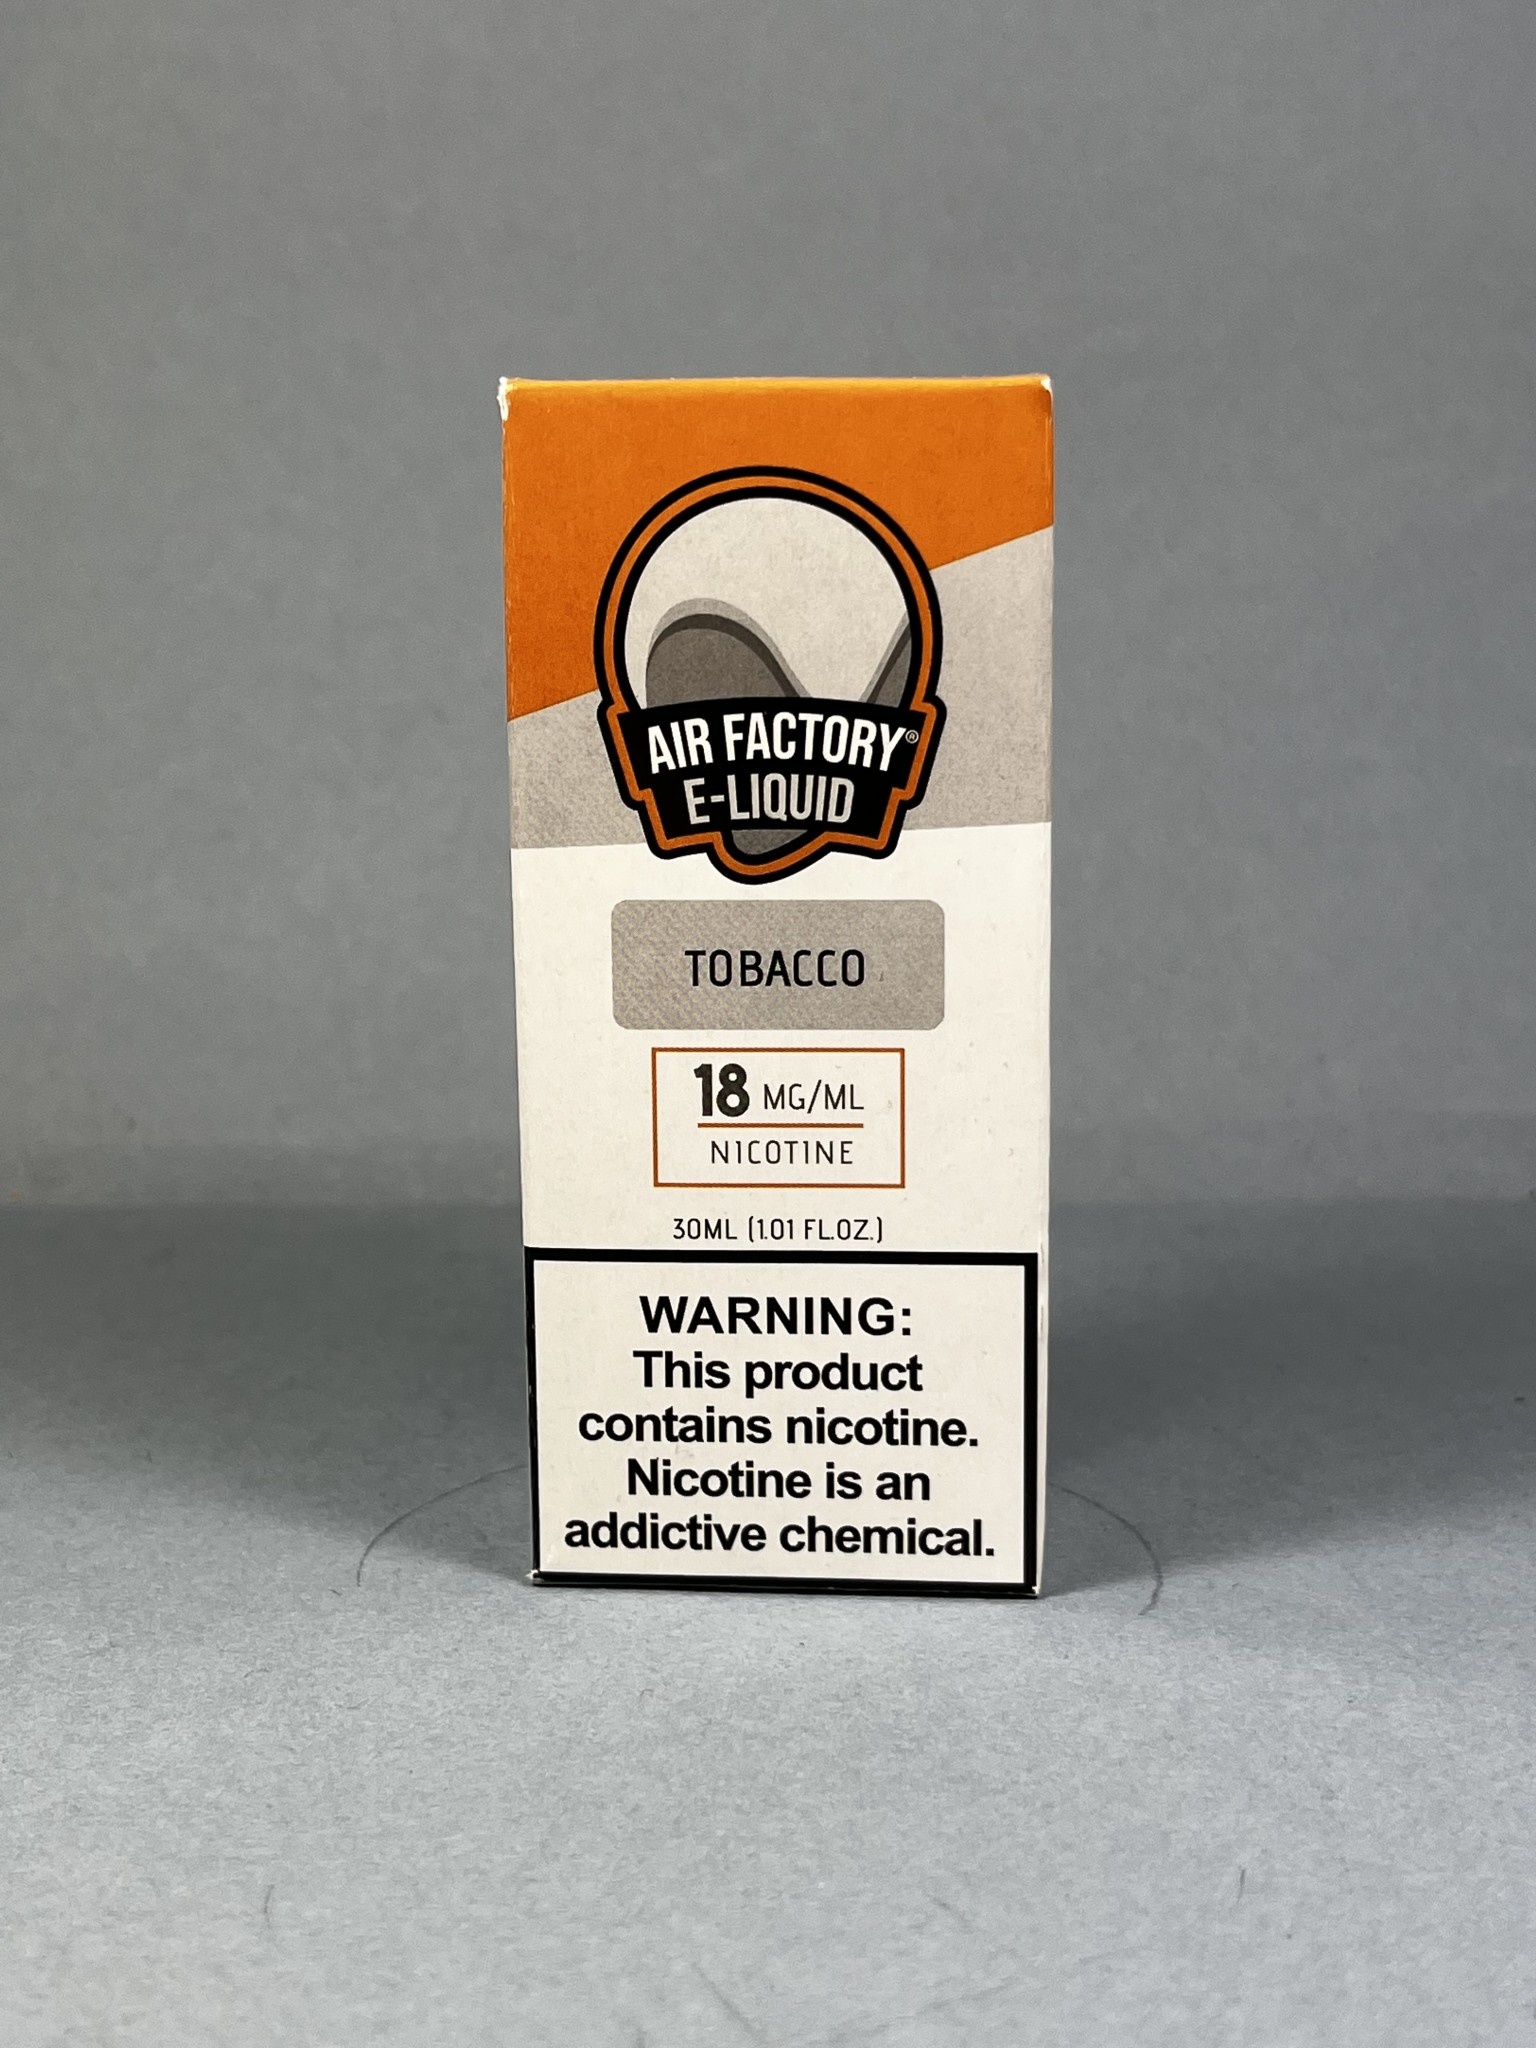 AIR FACTORY®
E-LIQUID
TOBACCO
18 MG/ML
NICOTINE
30ML (1.01 FL.OZ.)
WARNING:
This product
contains nicotine.
Nicotine is an
addictive chemical.